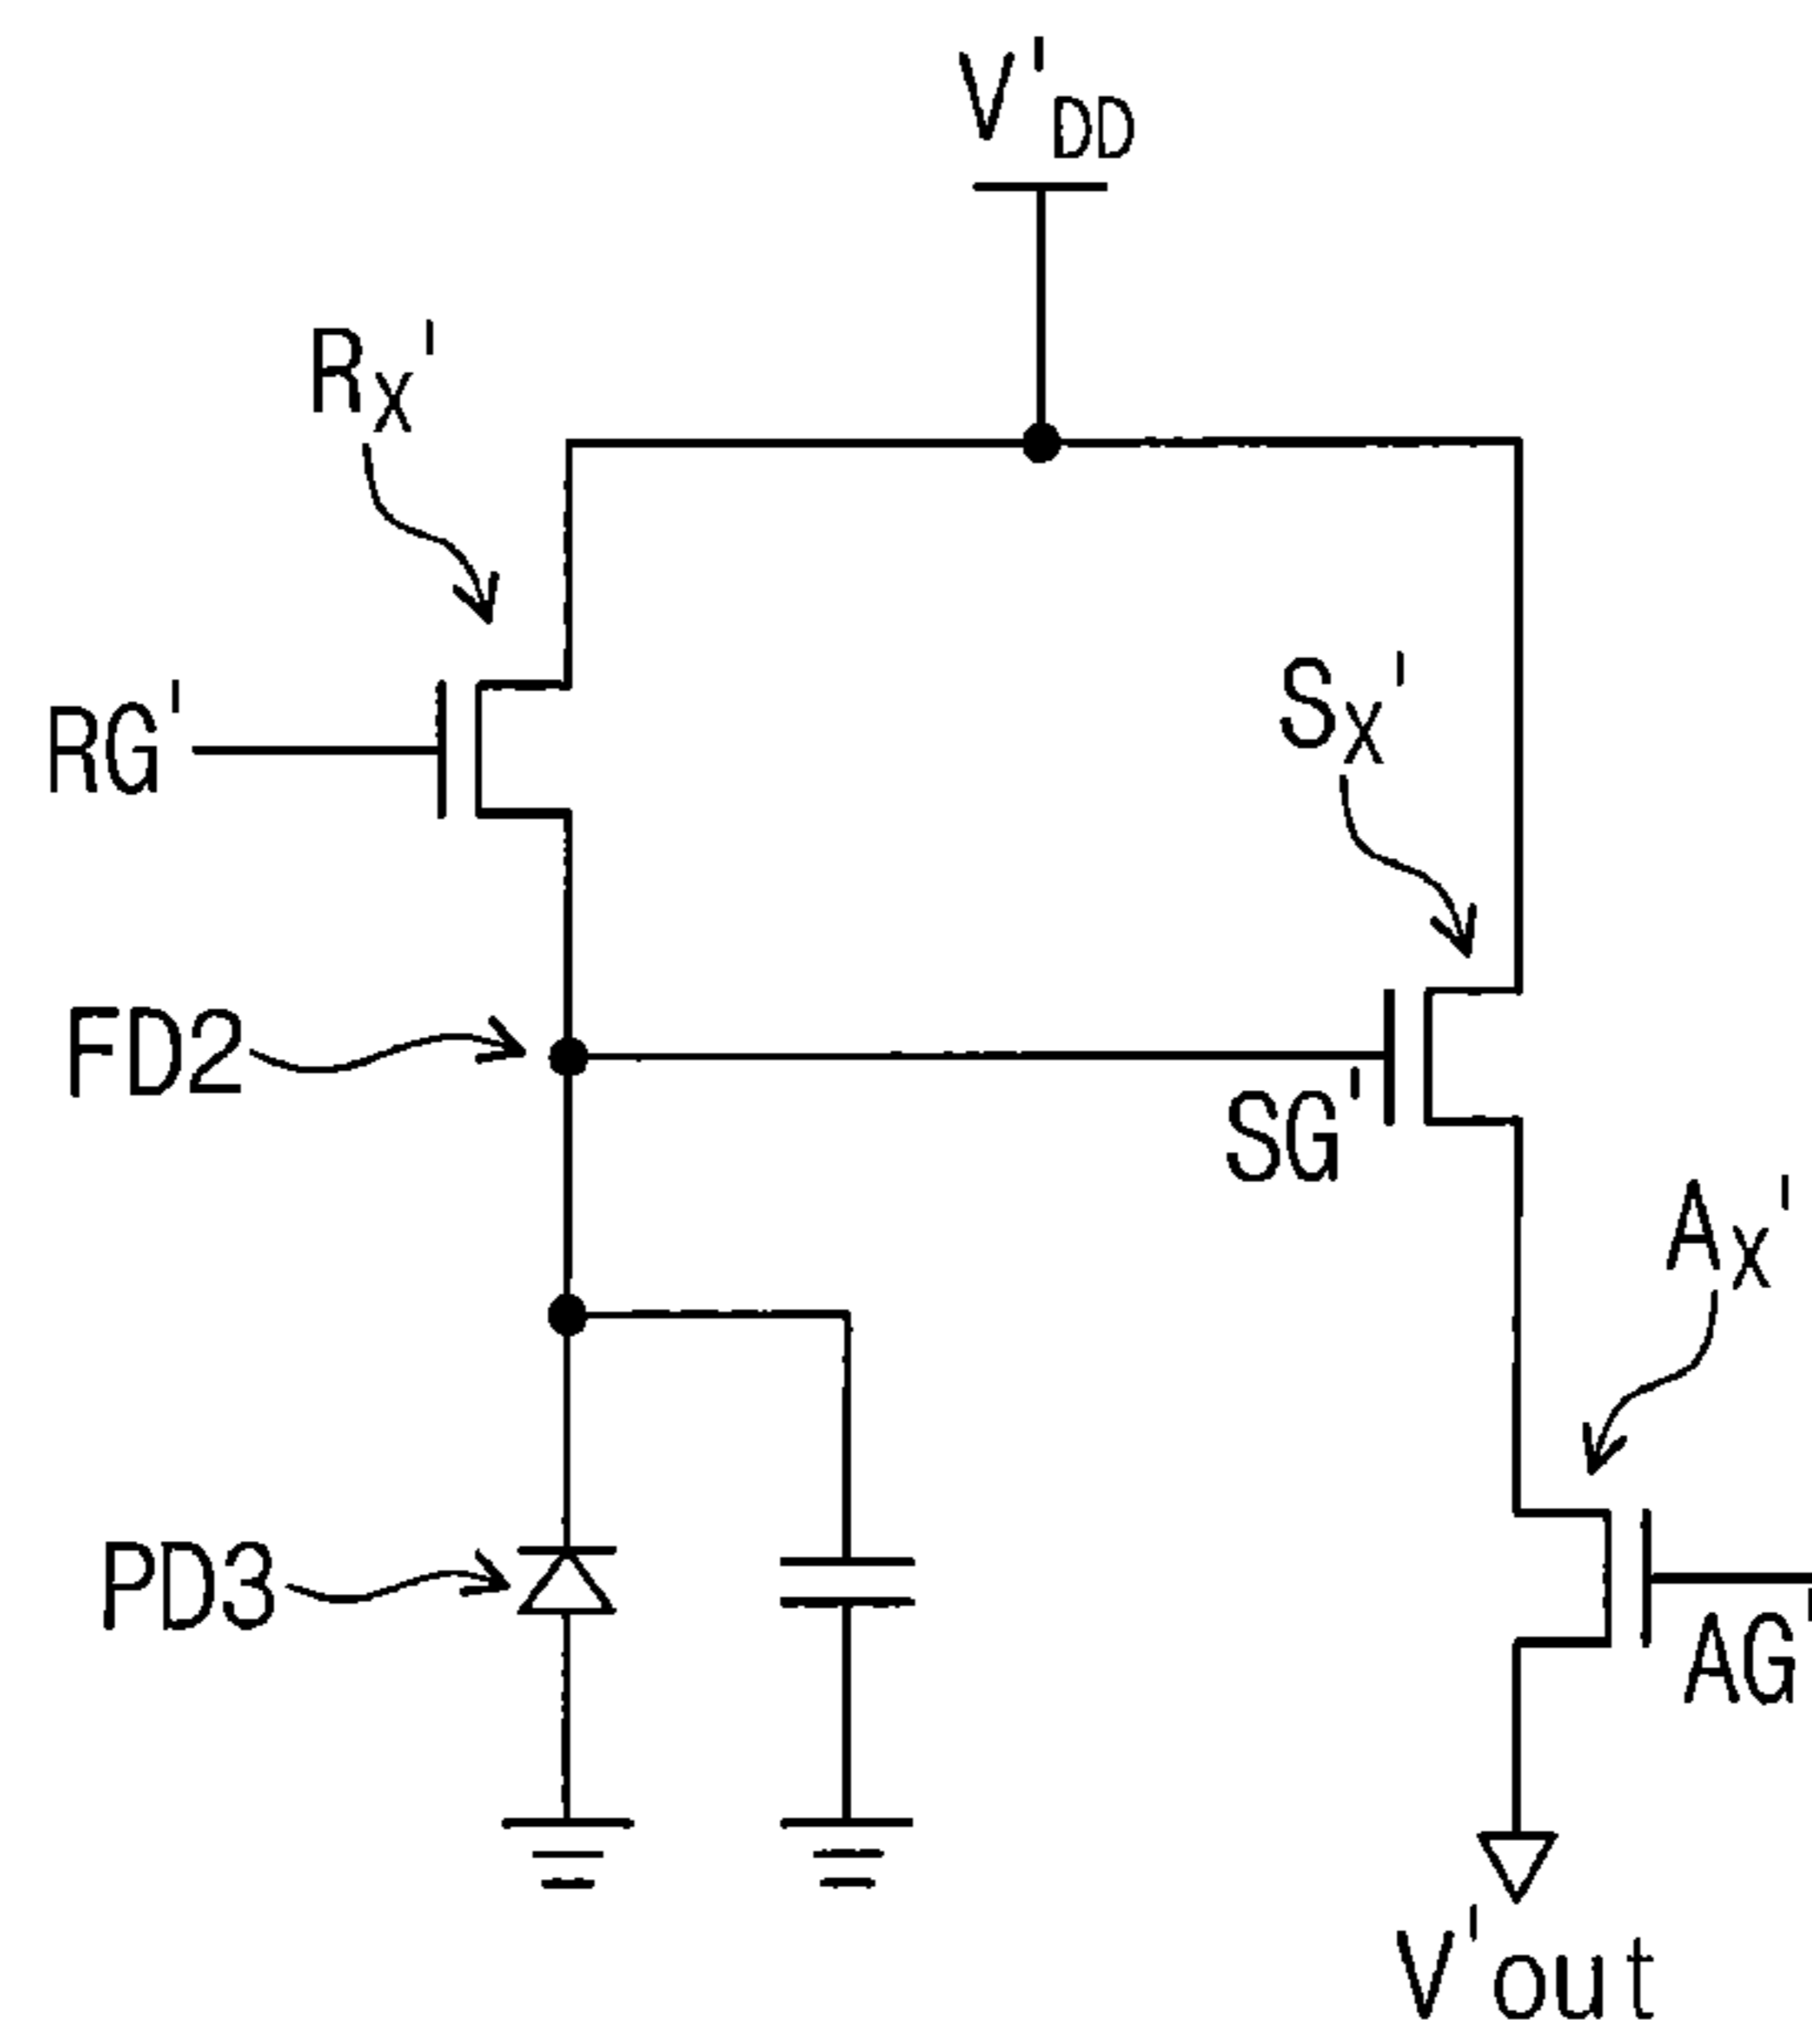 V'DD
RX'
RG'
SX'
FD2
SG'
AX'
PD3
AG'
V'out